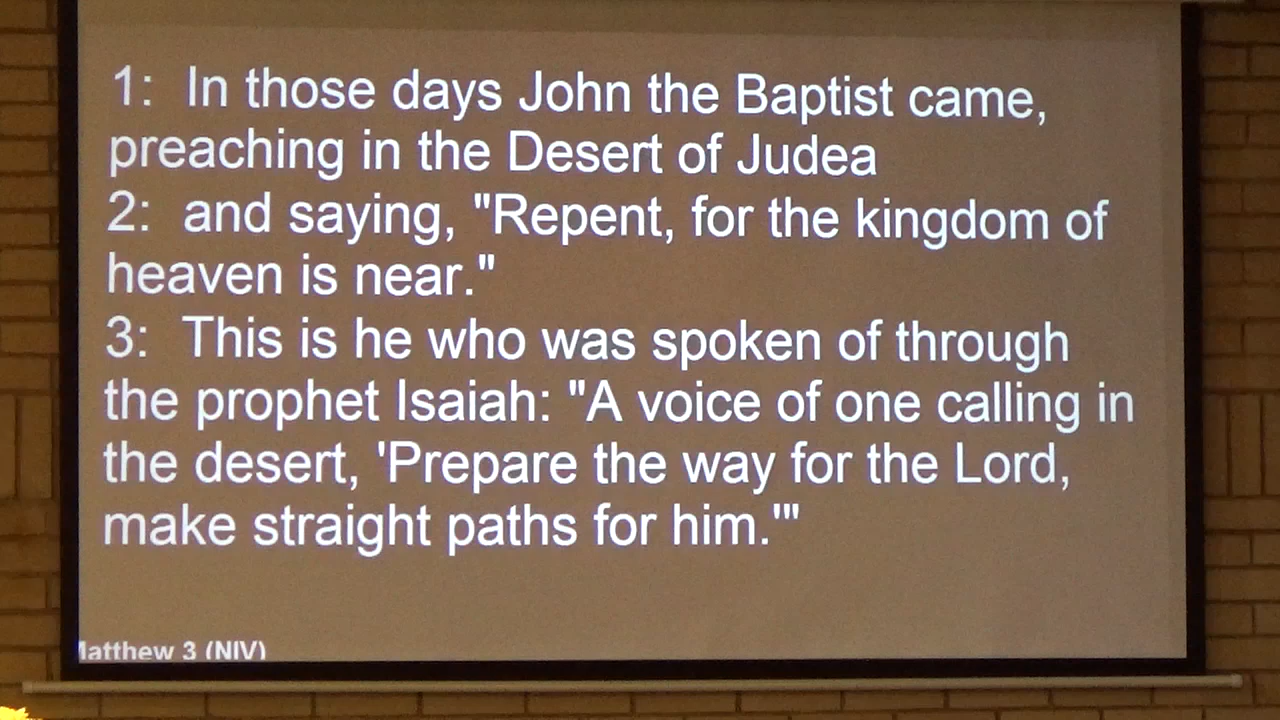 1: In those days John the Baptist came,
preaching in the Desert of Judea
2: and saying, "Repent, for the kingdom of
heaven is near."
3: This is he who was spoken of through
the prophet Isaiah: "A voice of one calling in
the desert, 'Prepare the way for the Lord,
make straight paths for him.'"
Matthew 3 (NIV)